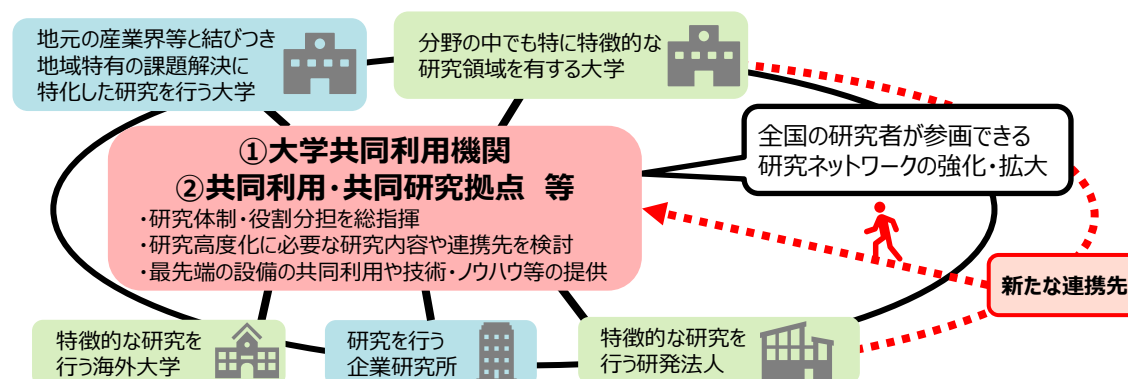 地元の産業界等と結びつき
地域特有の課題解決に
特化した研究を行う大学
分野の中でも特に特徴的な
研究領域を有する大学
全国の研究者が参画できる
研究ネットワークの強化・拡大
①大学共同利用機関
②共同利用・共同研究拠点 等
・研究体制・役割分担を総指揮
・研究高度化に必要な研究内容や連携先を検討
・最先端の設備の共同利用や技術・ノウハウ等の提供
新たな連携先
特徴的な研究を
行う海外大学
研究を行う
企業研究所
特徴的な研究を
行う研発法人